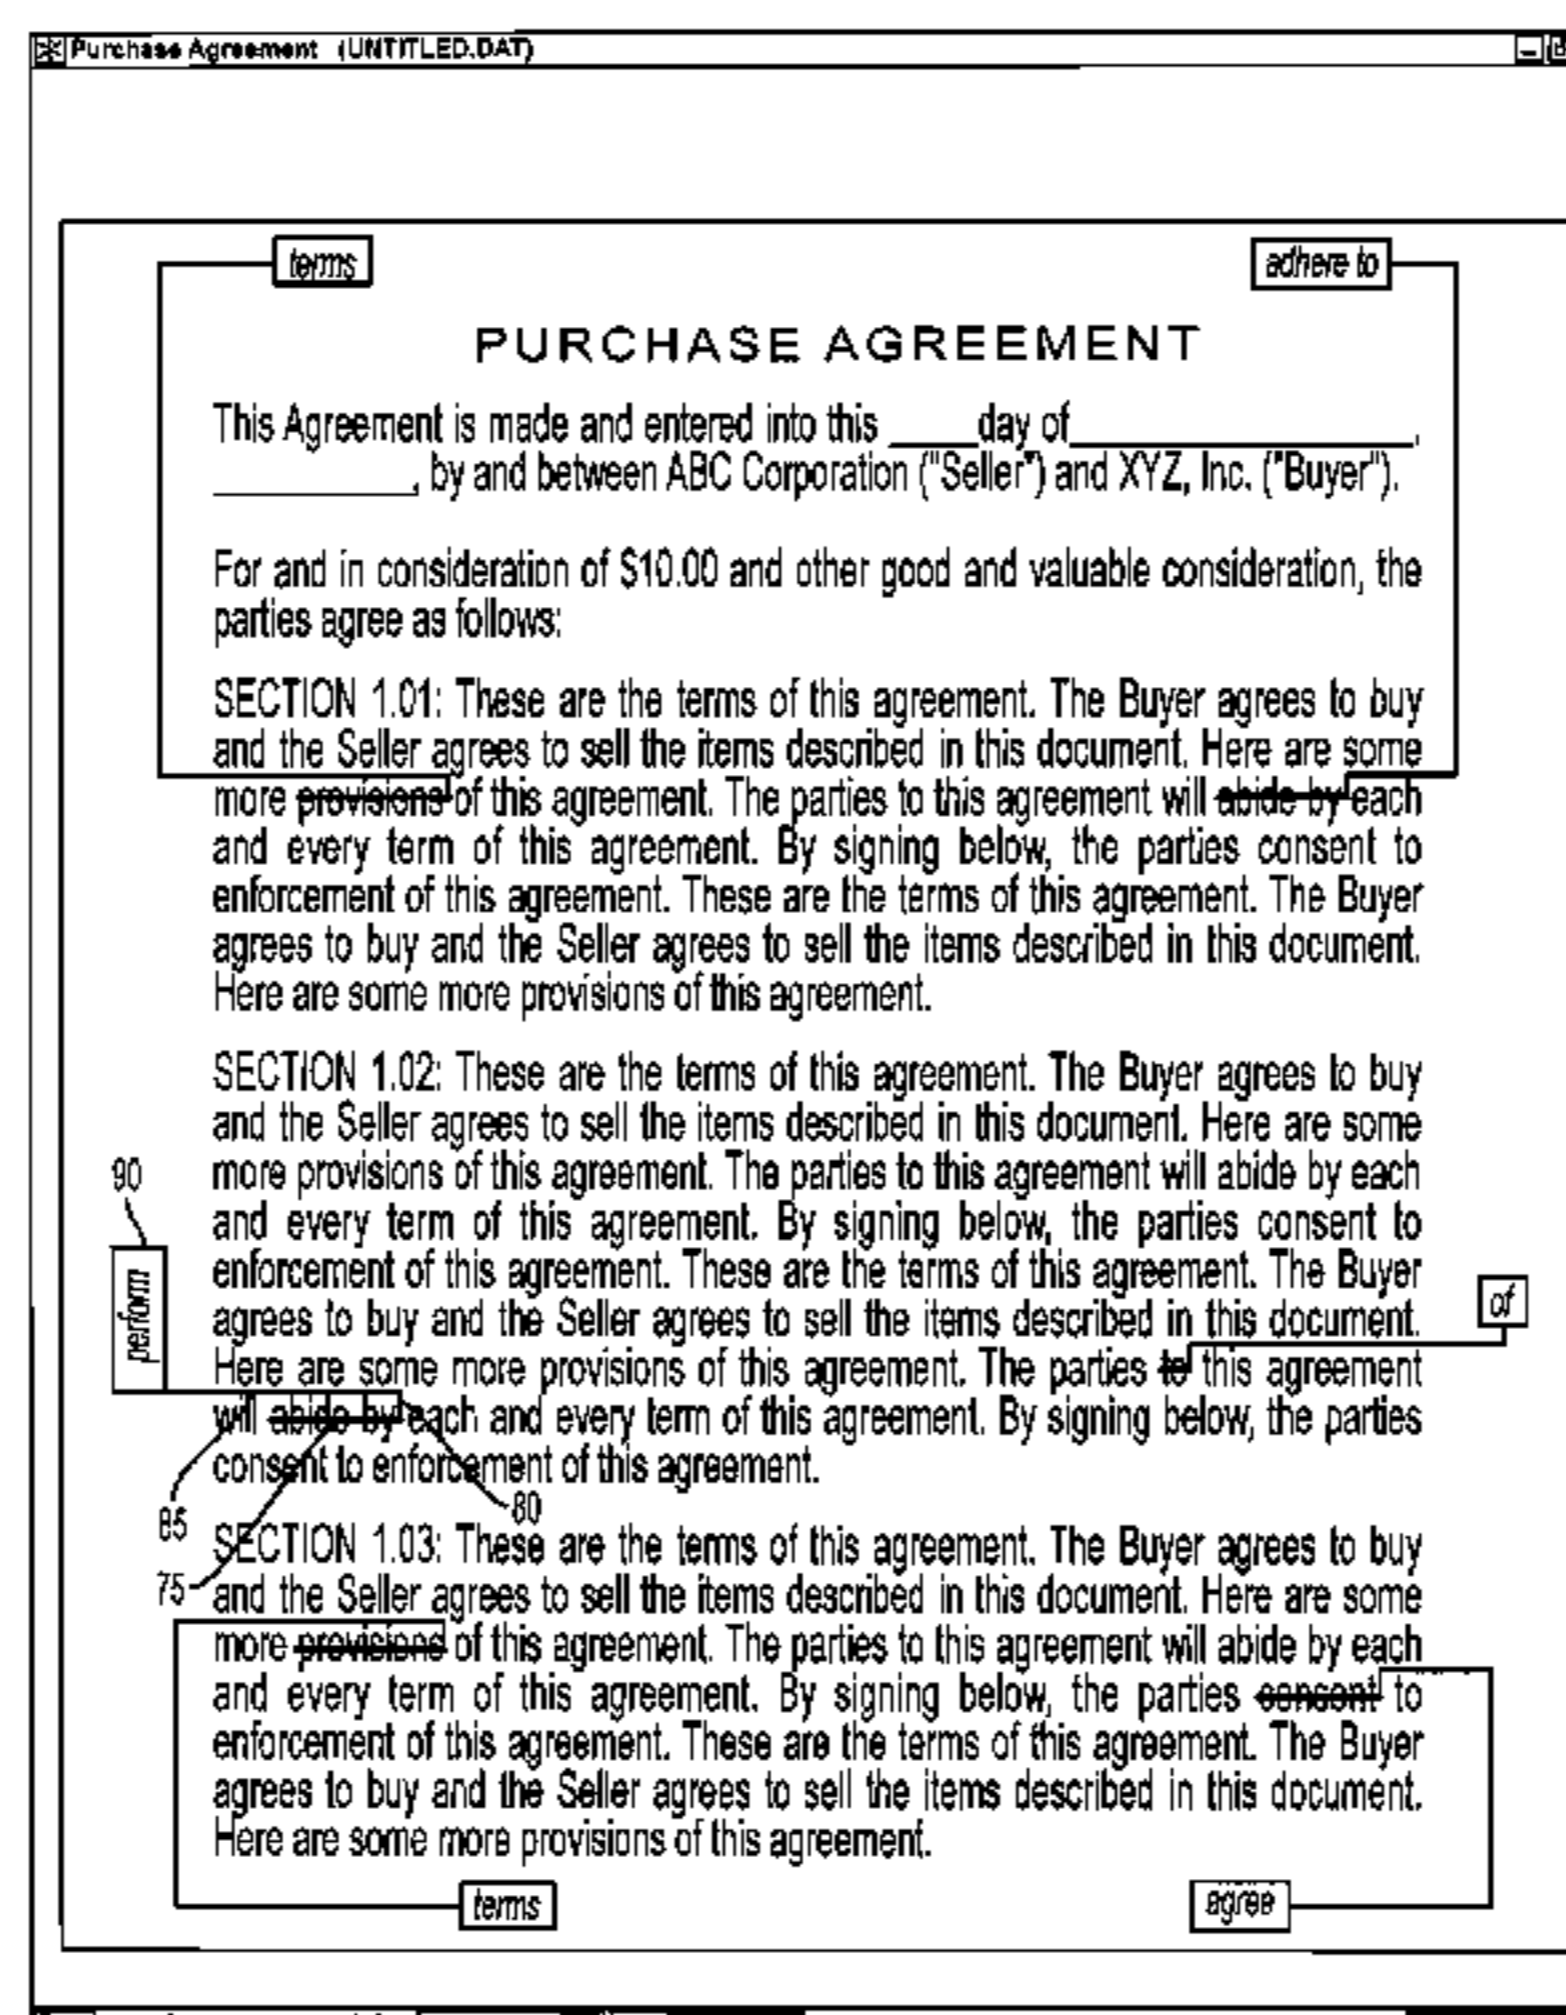 Purchase Agreement (UNTITLED.DAT)
terms
adhere to
PURCHASE AGREEMENT
This Agreement is made and entered into this ____day of________________,
_________, by and between ABC Corporation ("Seller") and XYZ, Inc. ("Buyer").
For and in consideration of $10.00 and other good and valuable consideration, the
parties agree as follows:
SECTION 1.01: These are the terms of this agreement. The Buyer agrees to buy
and the Seller agrees to sell the items described in this document. Here are some
more provisions of this agreement. The parties to this agreement will abide by each
and every term of this agreement. By signing below, the parties consent to
enforcement of this agreement. These are the terms of this agreement. The Buyer
agrees to buy and the Seller agrees to sell the items described in this document.
Here are some more provisions of this agreement.
SECTION 1.02: These are the terms of this agreement. The Buyer agrees to buy
and the Seller agrees to sell the items described in this document. Here are some
more provisions of this agreement. The parties to this agreement will abide by each
90
and every term of this agreement. By signing below, the parties consent to
enforcement of this agreement. These are the terms of this agreement. The Buyer
perform
of
agrees to buy and the Seller agrees to sell the items described in this document.
Here are some more provisions of this agreement. The parties to this agreement
will abide by each and every term of this agreement. By signing below, the parties
consent to enforcement of this agreement.
85
80
SECTION 1.03: These are the terms of this agreement. The Buyer agrees to buy
75
and the Seller agrees to sell the items described in this document. Here are some
more provisions of this agreement. The parties to this agreement will abide by each
and every term of this agreement. By signing below, the parties consent to
enforcement of this agreement. These are the terms of this agreement. The Buyer
agrees to buy and the Seller agrees to sell the items described in this document.
Here are some more provisions of this agreement.
terms
agree